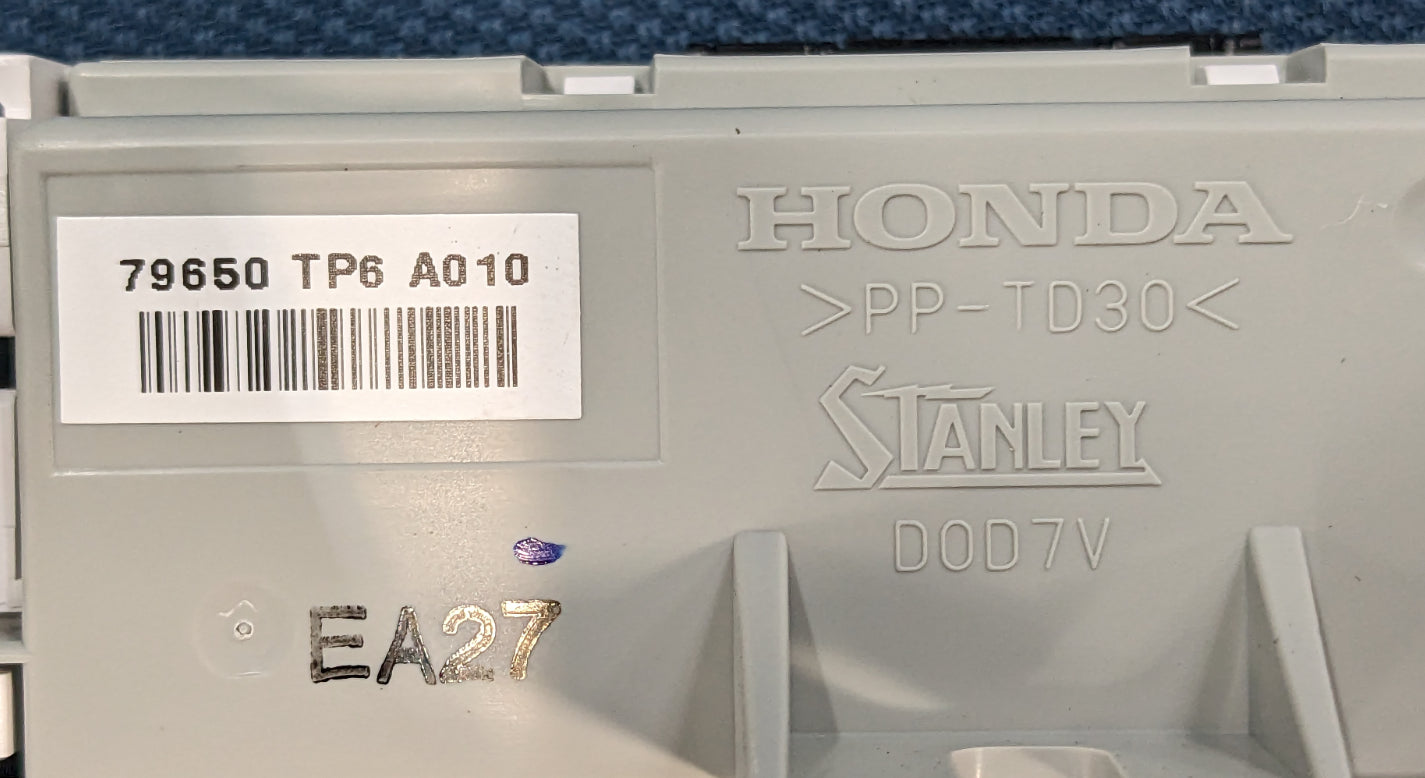 79650 TP6 A010
HONDA
>PP-TD30<
STANLEY
D0D7V
EA27